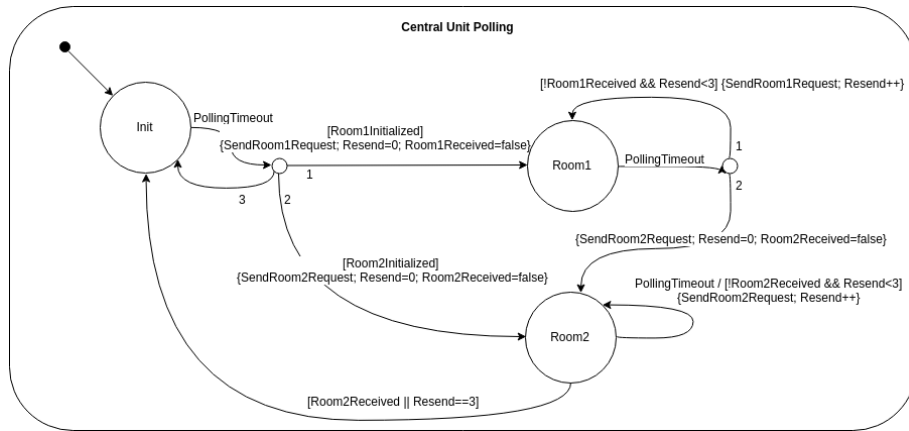 Central Unit Polling
[!Room1Received && Resend<3] {SendRoom1Request; Resend++}
Init
PollingTimeout
[Room1Initialized]
{SendRoom1Request; Resend=0; Room1Received=false}
1
2
3
Room1
PollingTimeout
1
2
{SendRoom2Request; Resend=0; Room2Received=false}
[Room2Initialized]
{SendRoom2Request; Resend=0; Room2Received=false}
PollingTimeout / [!Room2Received && Resend<3]
{SendRoom2Request; Resend++}
Room2
[Room2Received || Resend==3]